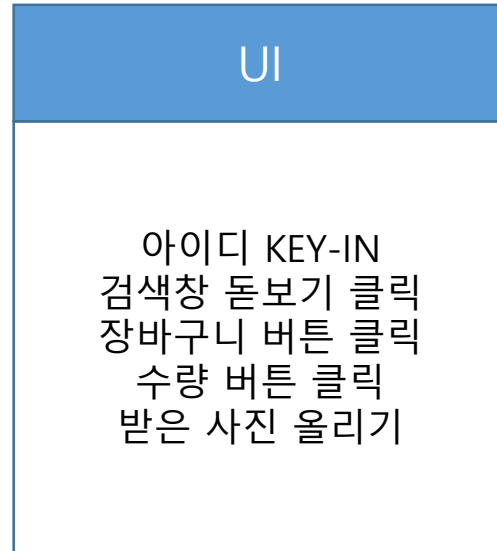 UI
아이디 KEY-IN
검색창 돋보기 클릭
장바구니 버튼 클릭
수량 버튼 클릭
받은 사진 올리기